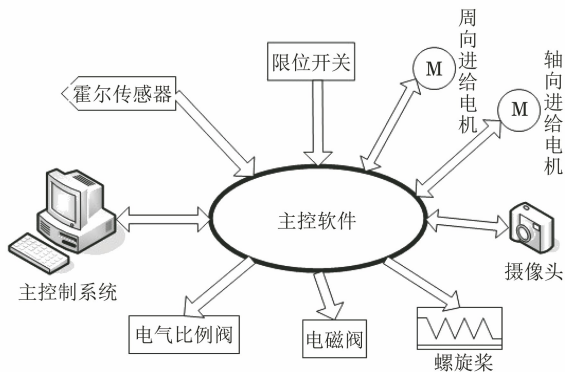 周向进给电机
轴向进给电机
限位开关
M
M
霍尔传感器
主控软件
主控制系统
摄像头
电气比例阀
电磁阀
螺旋桨